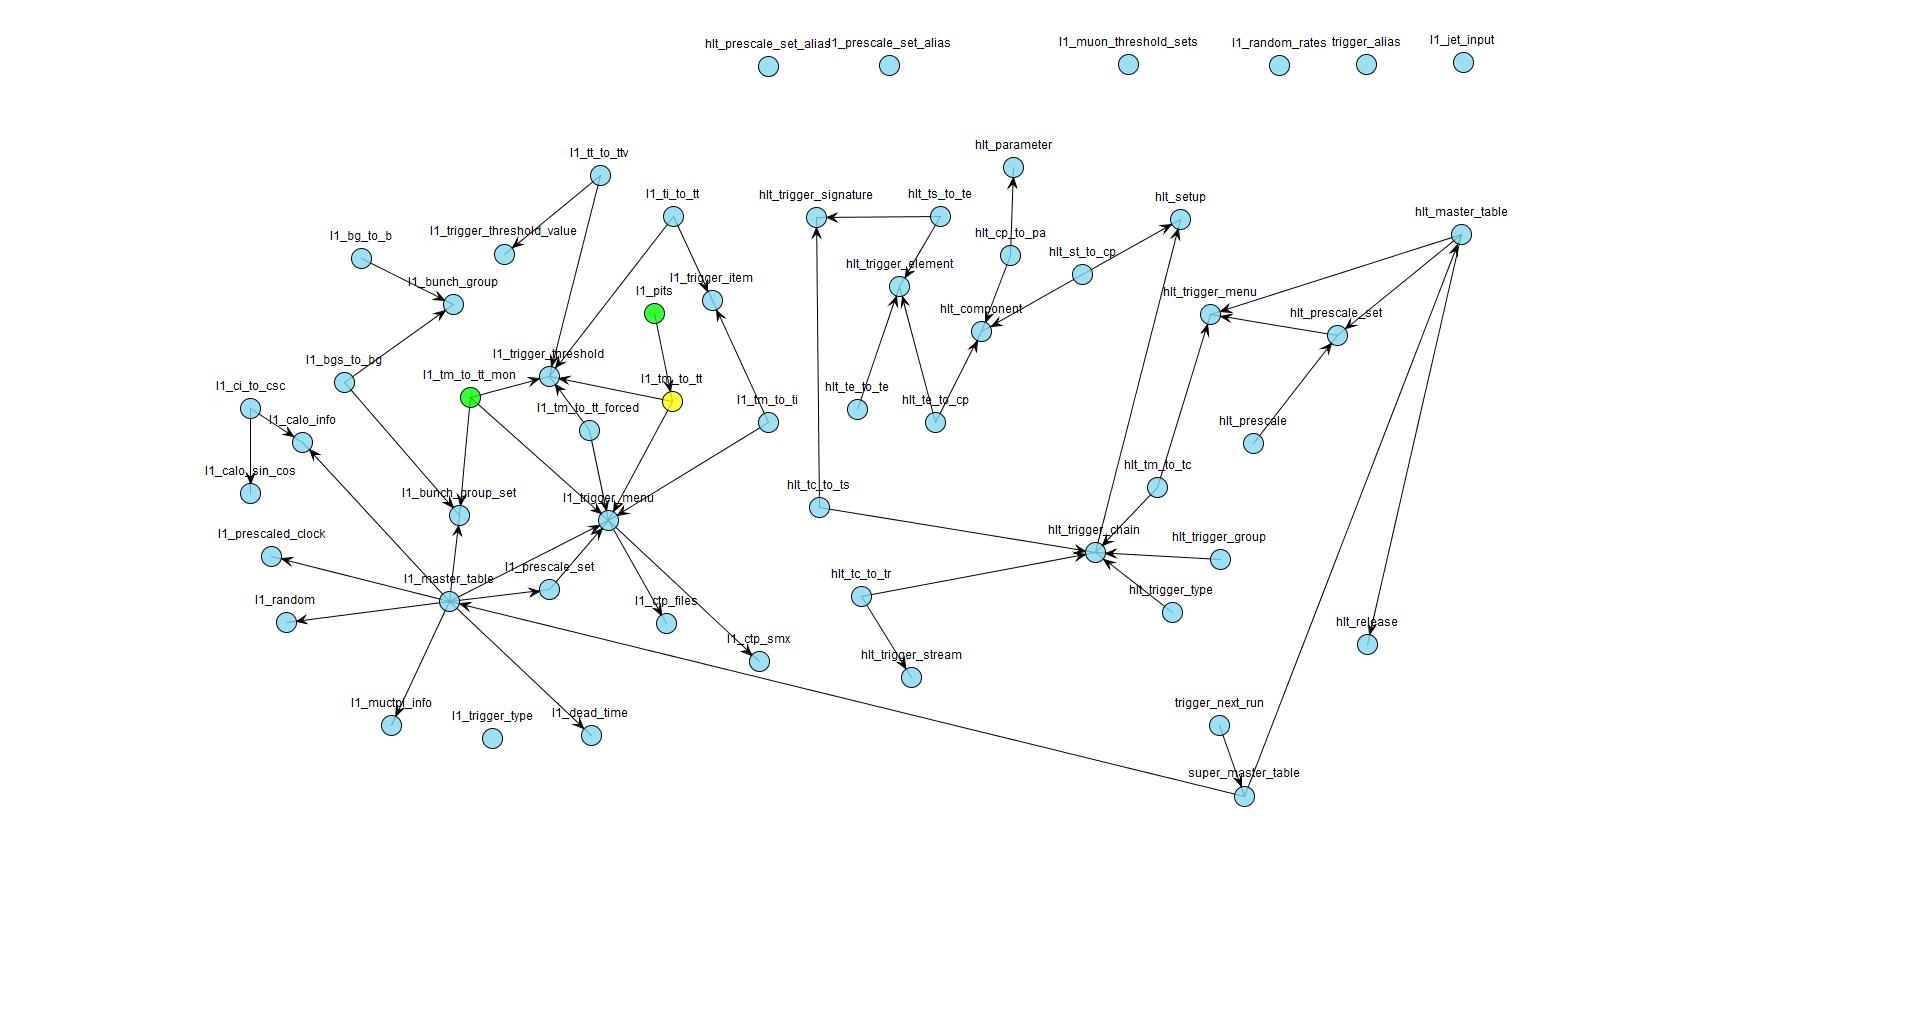 hlt_prescale_set_alias
l1_prescale_set_alias
l1_muon_threshold_sets
l1_random_rates
trigger_alias
l1_jet_input
hlt_parameter
l1_tt_to_ttv
l1_ti_to_tt
hlt_trigger_signature
hlt_ts_to_te
hlt_setup
hlt_master_table
l1_bg_to_b
l1_trigger_threshold_value
hlt_cp_to_pa
hlt_st_to_cp
hlt_trigger_element
l1_bunch_group
l1_trigger_item
l1_pits
hlt_trigger_menu
hlt_component
hlt_prescale_set
l1_bgs_to_bg
l1_trigger_threshold
l1_ci_to_csc
l1_tm_to_tt_mon
l1_tm_to_tt
hlt_te_to_te
l1_tm_to_ti
hlt_te_to_cp
l1_calo_info
l1_tm_to_tt_forced
hlt_prescale
l1_calo_sin_cos
hlt_tm_to_tc
l1_bunch_group_set
l1_trigger_menu
hlt_tc_to_ts
l1_prescaled_clock
hlt_trigger_chain
hlt_trigger_group
l1_master_table
l1_prescale_set
hlt_tc_to_tr
hlt_trigger_type
l1_random
l1_ctp_files
hlt_release
l1_ctp_smx
hlt_trigger_stream
l1_muctpi_info
l1_trigger_type
l1_dead_time
trigger_next_run
super_master_table